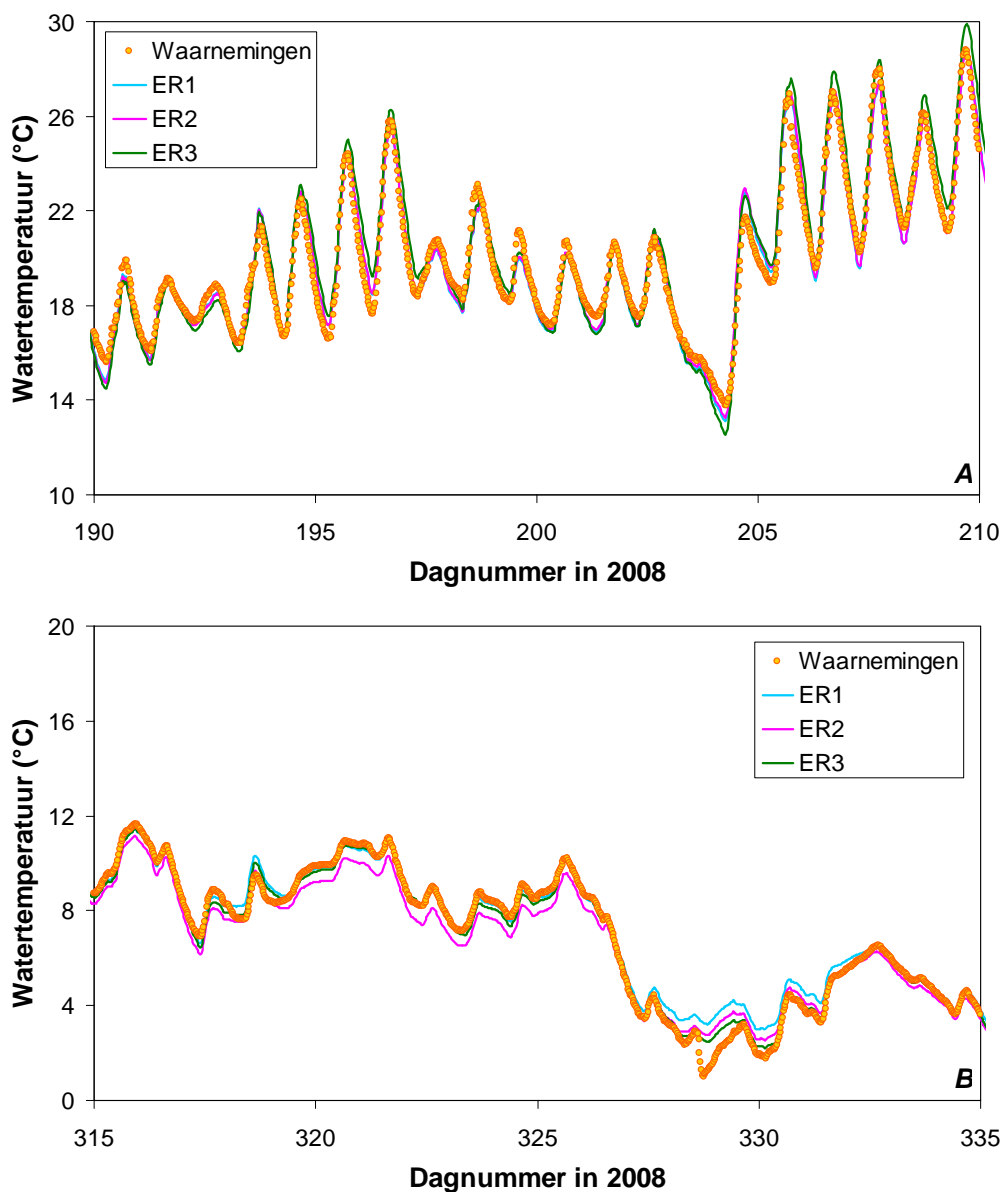 30
26
22
18
14
10
Watertemperatuur (°C)
Waarnemingen
ER1
ER2
ER3
A
190
195
200
205
210
Dagnummer in 2008
20
16
12
8
4
0
Watertemperatuur (°C)
Waarnemingen
ER1
ER2
ER3
B
315
320
325
330
335
Dagnummer in 2008